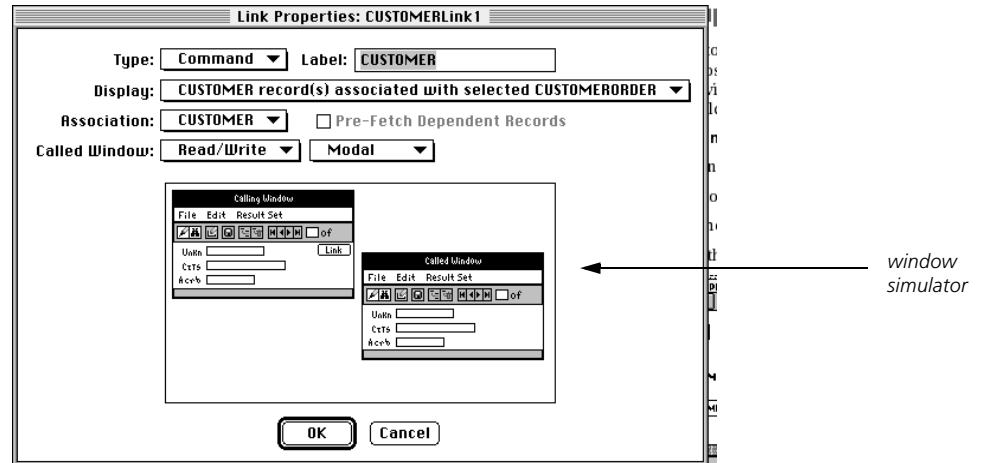 Link Properties: CUSTOMERLink1
Type: Command Label: CUSTOMER
Display: CUSTOMER record(s) associated with selected CUSTOMERORDER
Association: CUSTOMER Pre-Fetch Dependent Records
Called Window: Read/Write Modal
Calling Window
File Edit Result Set
of
Link
Called Window
File Edit Result Set
of
window
simulator
OK Cancel